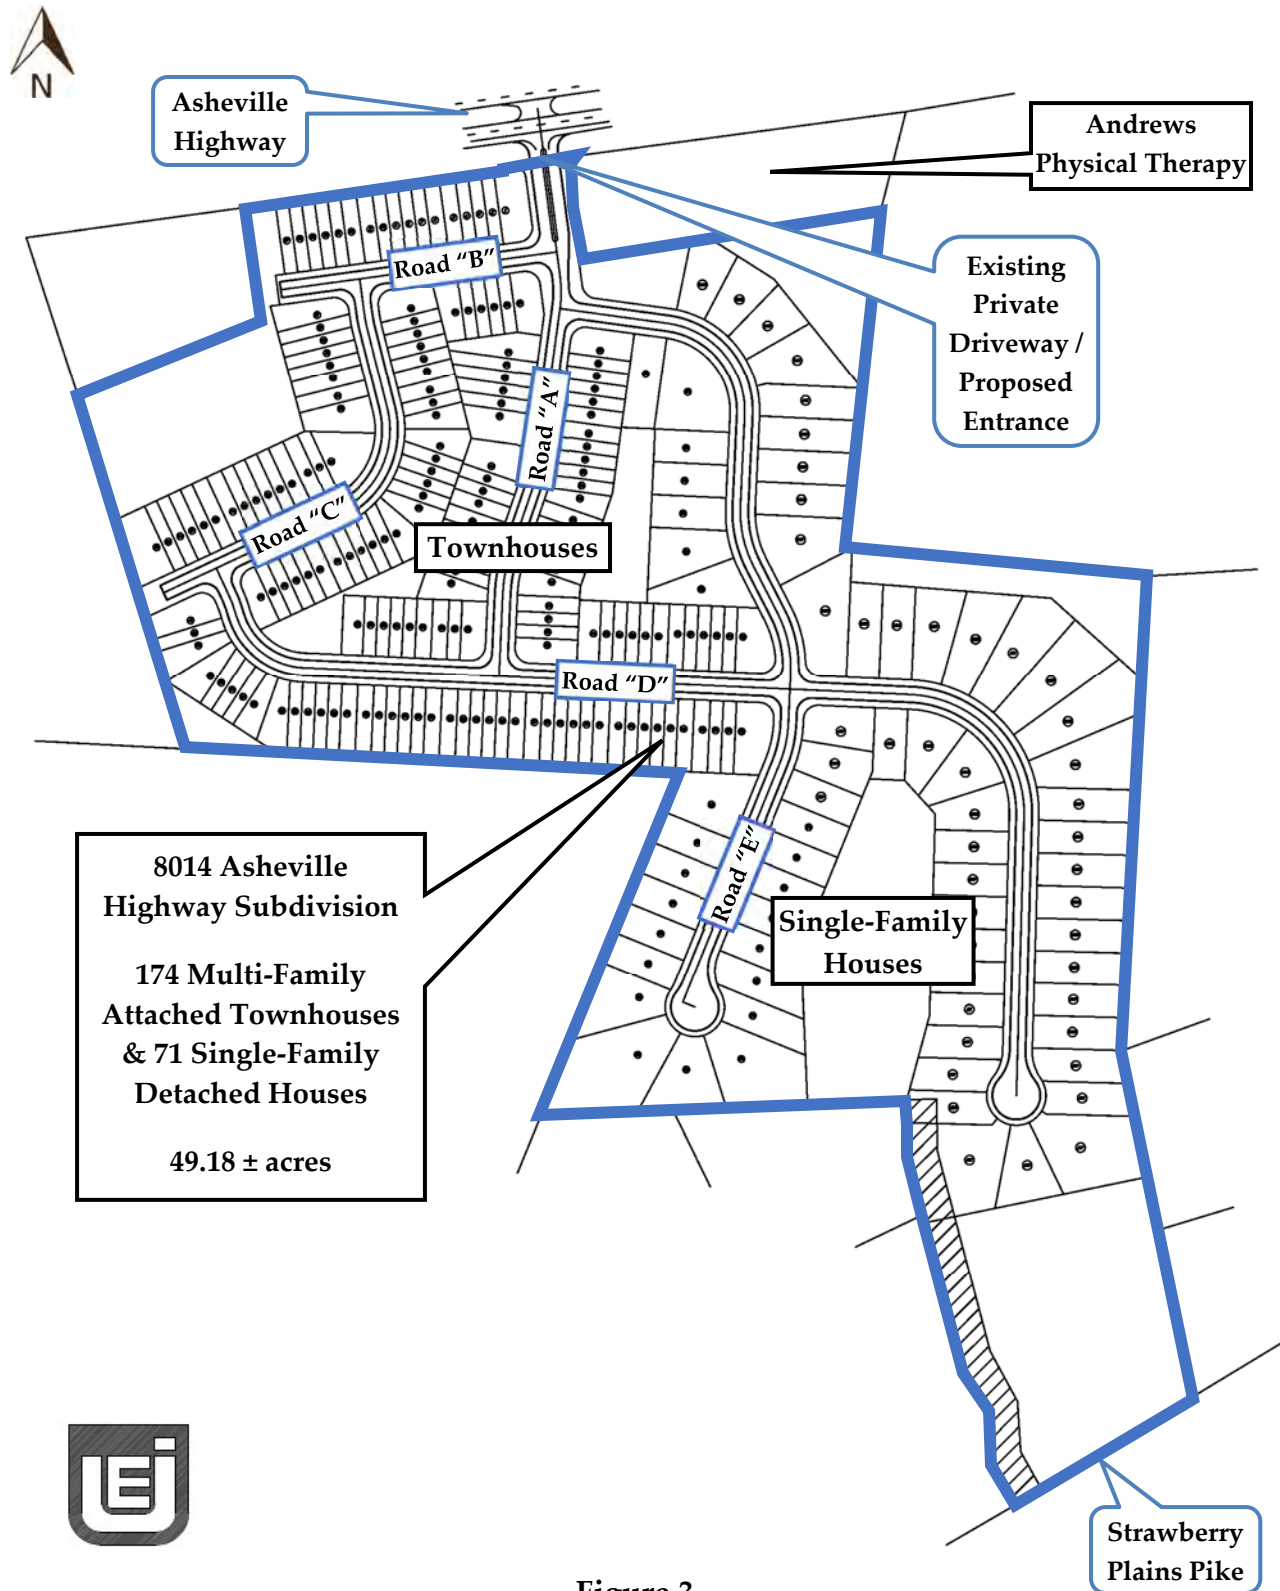 N
Asheville
Highway
Andrews
Physical Therapy
Existing
Private
Driveway /
Proposed
Entrance
Road “B”
Road “A”
Road “C”
Townhouses
Road “D”
Road “E”
Single-Family
Houses
8014 Asheville
Highway Subdivision
174 Multi-Family
Attached Townhouses
& 71 Single-Family
Detached Houses
49.18 ± acres
LEJ
Strawberry
Plains Pike